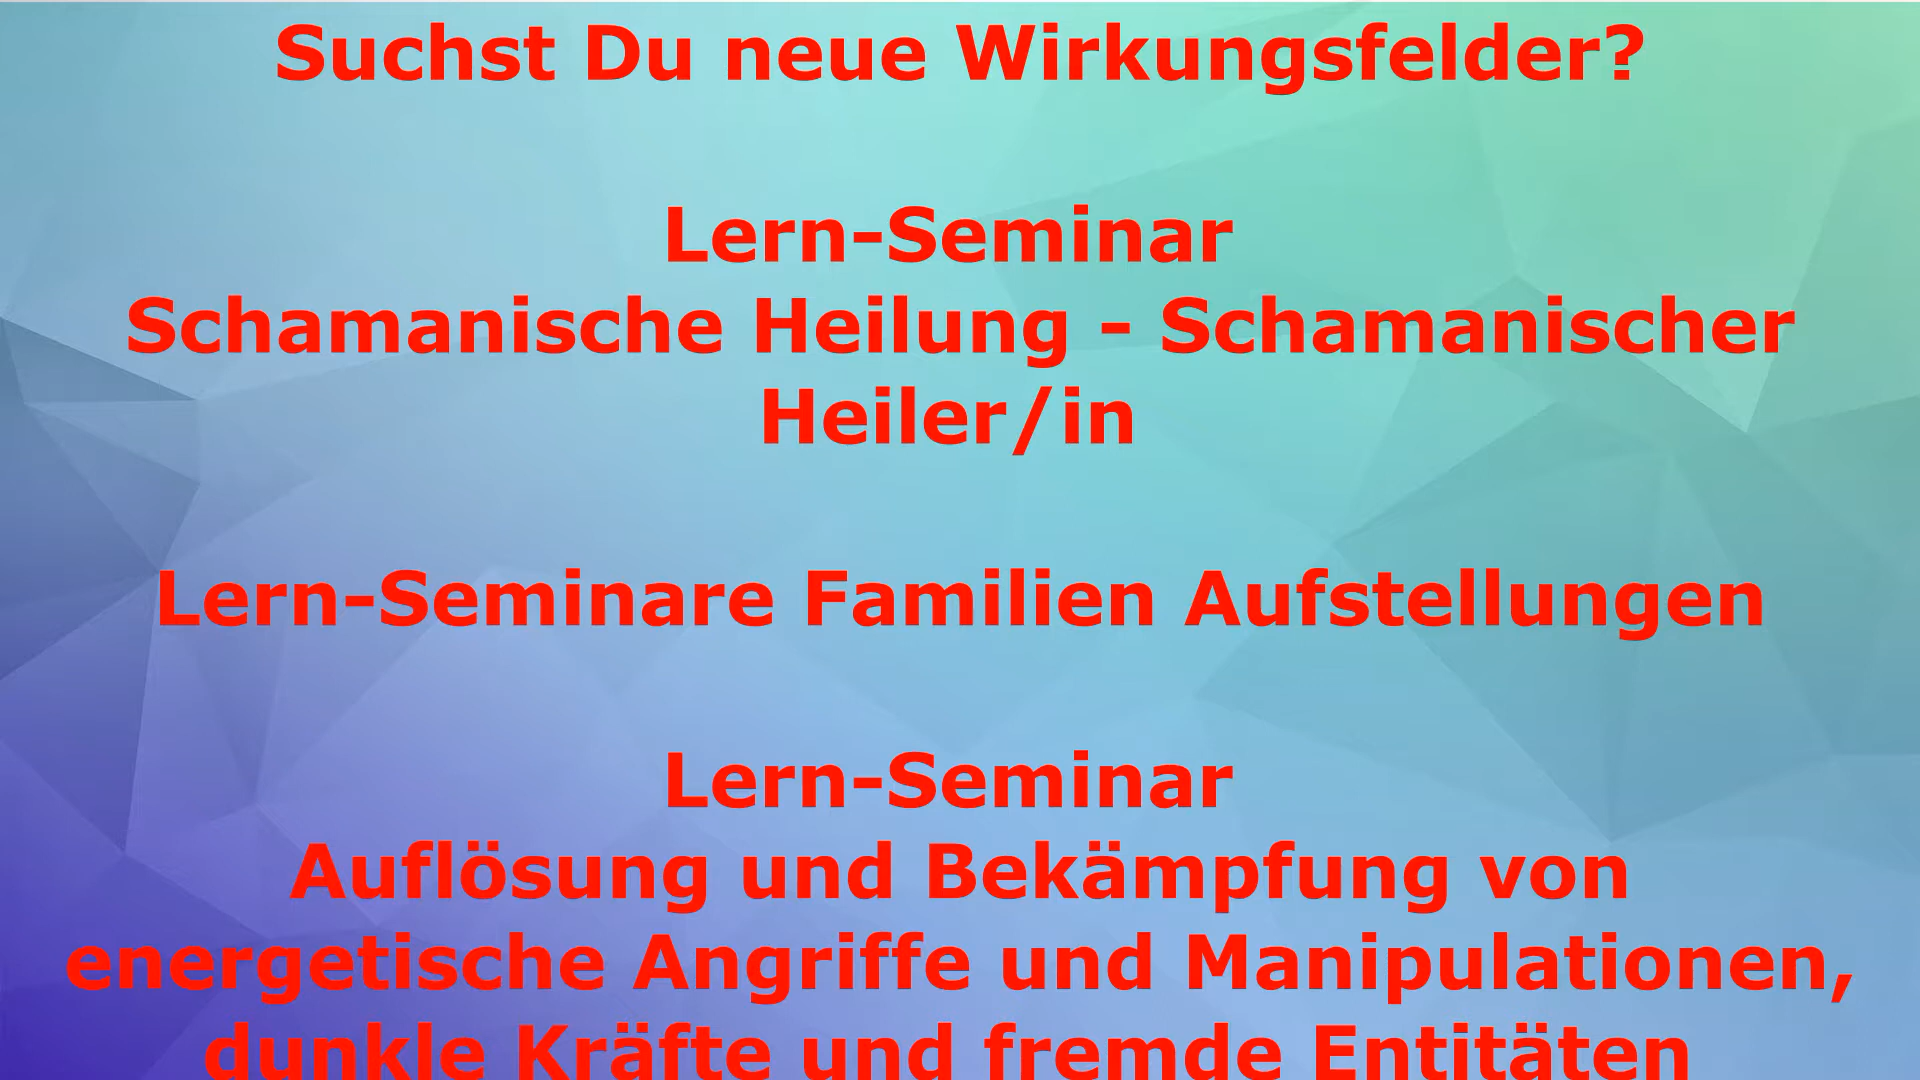 Suchst Du neue Wirkungsfelder?
Lern-Seminar
Schamanische Heilung - Schamanischer
Heiler/in
Lern-Seminare Familien Aufstellungen
Lern-Seminar
Auflösung und Bekämpfung von
energetische Angriffe und Manipulationen,
dunkle Kräfte und fremde Entitäten